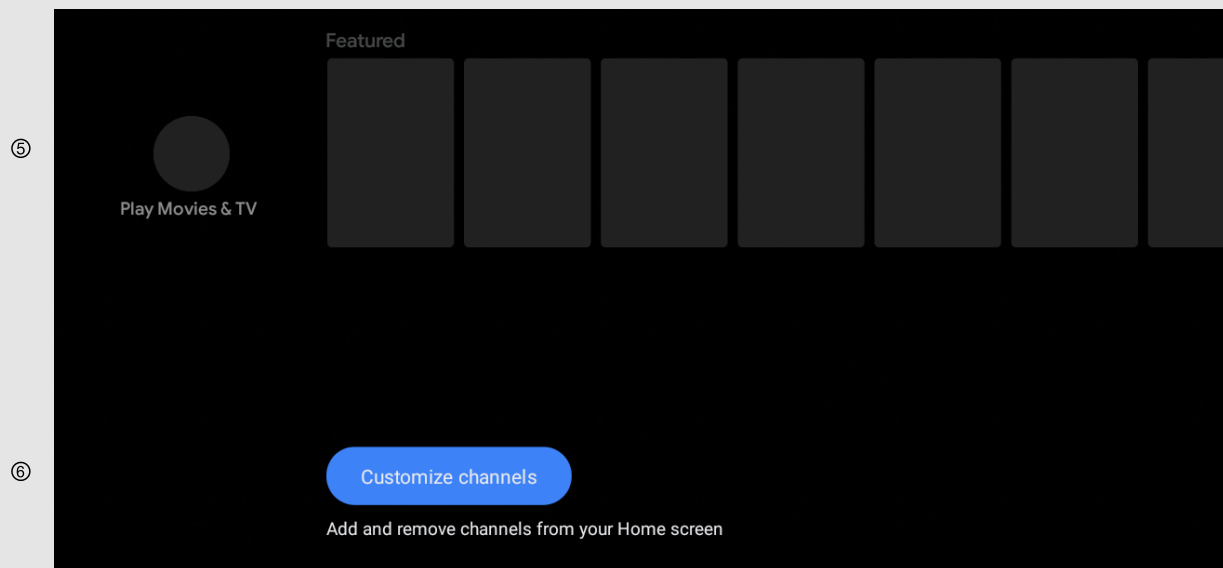 Featured
⑤
Play Movies & TV
⑥
Customize channels
Add and remove channels from your Home screen